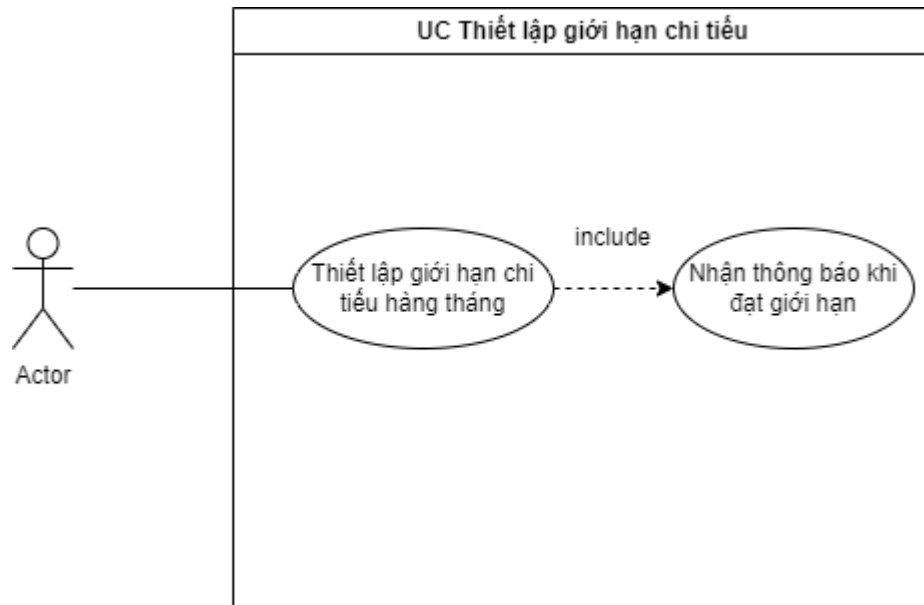 UC Thiết lập giới hạn chi tiếu
include
Thiết lập giới hạn chi
tiếu hàng tháng
Nhận thông báo khi
đạt giới hạn
Actor